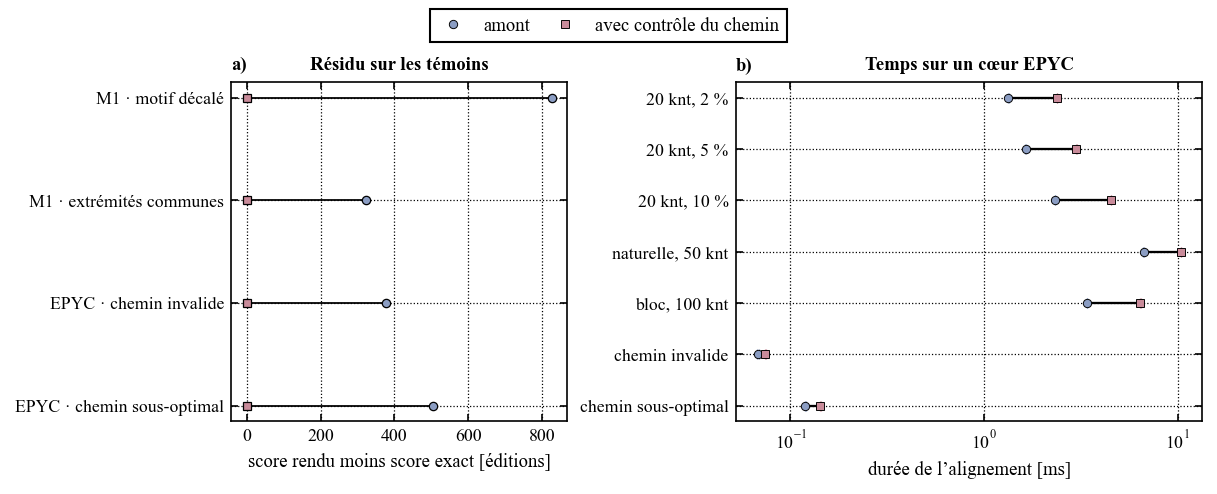 amont avec contrôle du chemin
a) Résidu sur les témoins
M1 · motif décalé
M1 · extrémités communes
EPYC · chemin invalide
EPYC · chemin sous-optimal
0 200 400 600 800
score rendu moins score exact [éditions]
b) Temps sur un cœur EPYC
20 knt, 2 %
20 knt, 5 %
20 knt, 10 %
naturelle, 50 knt
bloc, 100 knt
chemin invalide
chemin sous-optimal
10⁻¹ 10⁰ 10¹
durée de l’alignement [ms]